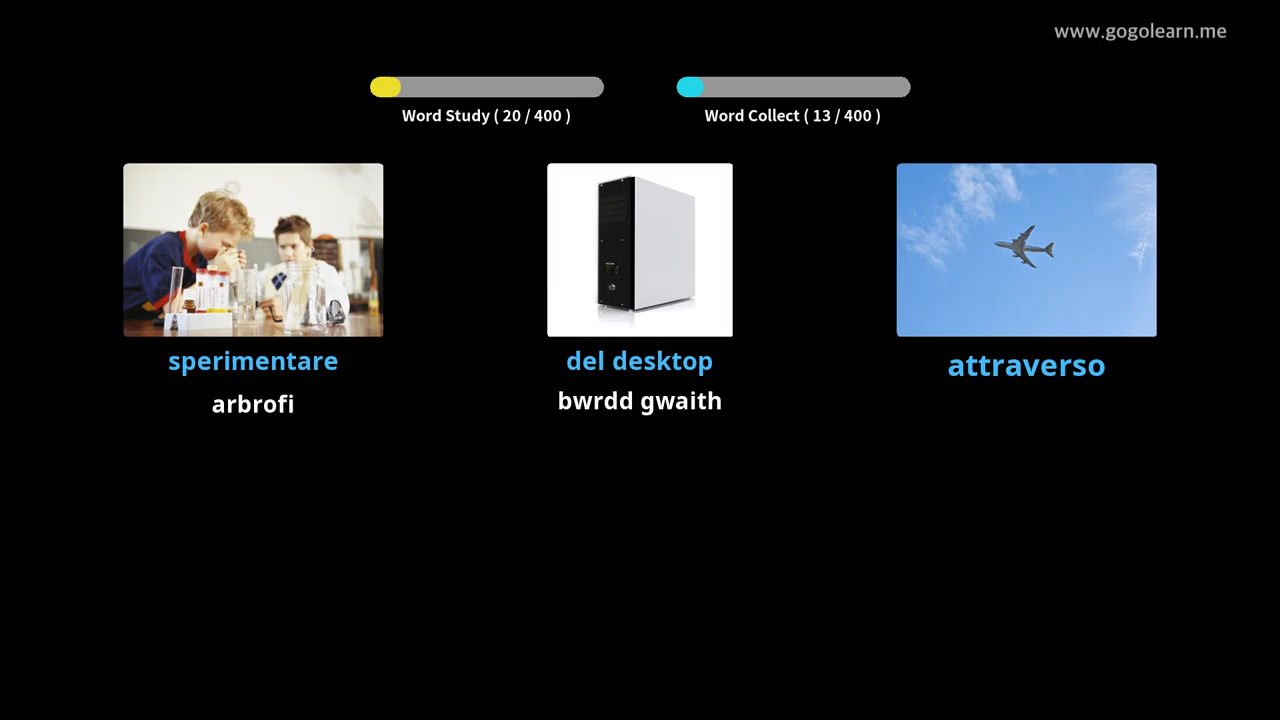 www.gogolearn.me
Word Study ( 20 / 400 )
Word Collect ( 13 / 400 )
sperimentare
del desktop
attraverso
arbrofi
bwrdd gwaith